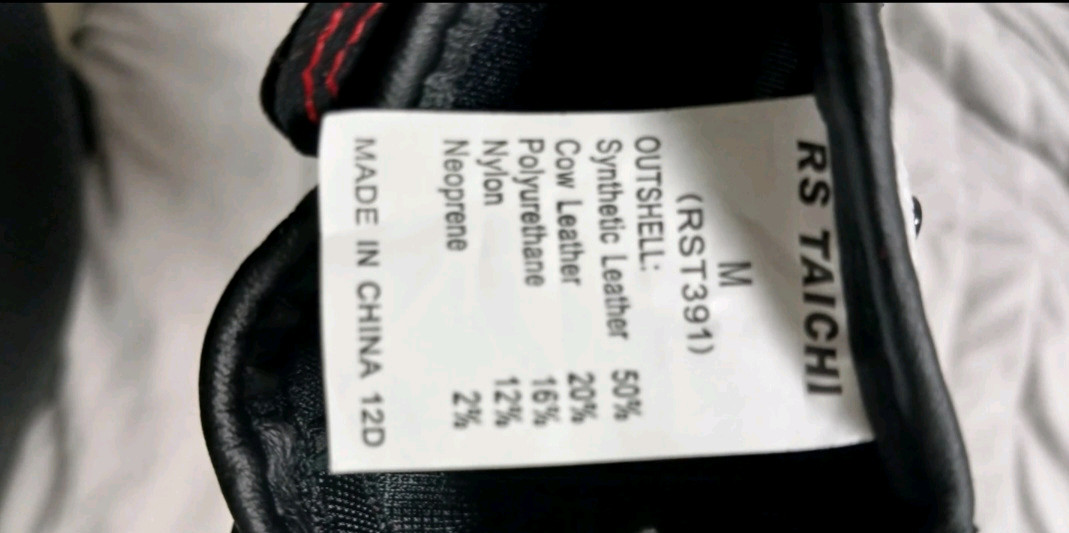 RS TAICHI
M
(RST391)
OUTSHELL:
Synthetic Leather 50%
Cow Leather 20%
Polyurethane 16%
Nylon 12%
Neoprene 2%
MADE IN CHINA 12D